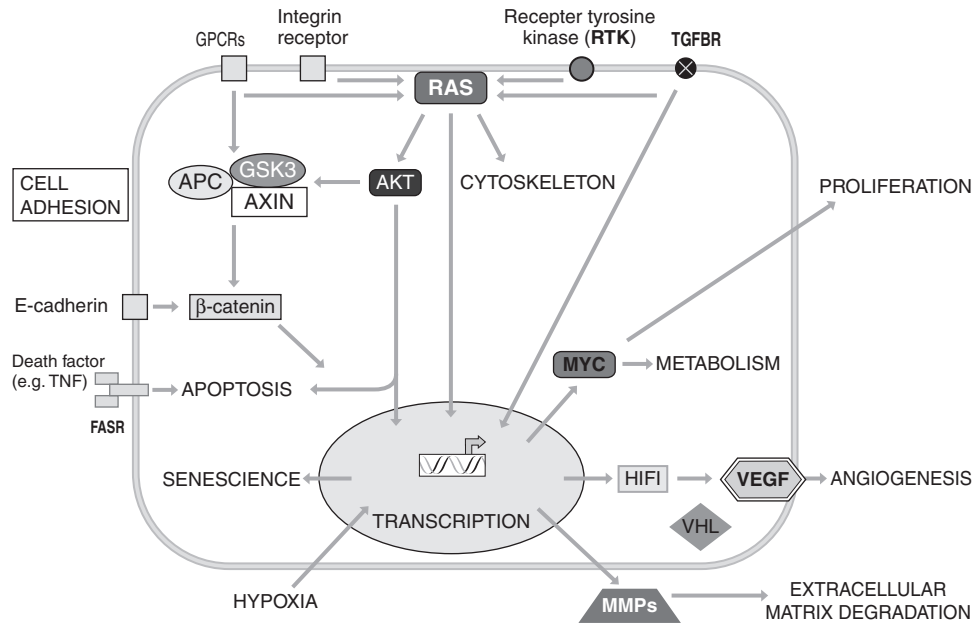 Integrin
receptor
GPCRs
Recepter tyrosine
kinase (RTK)
TGFBR
RAS
CELL
ADHESION
APC
GSK3
AXIN
AKT
CYTOSKELETON
PROLIFERATION
E-cadherin
β-catenin
Death factor
(e.g. TNF)
FASR
APOPTOSIS
MYC
METABOLISM
SENESCIENCE
TRANSCRIPTION
HIFI
VEGF
ANGIOGENESIS
VHL
HYPOXIA
MMPs
EXTRACELLULAR
MATRIX DEGRADATION